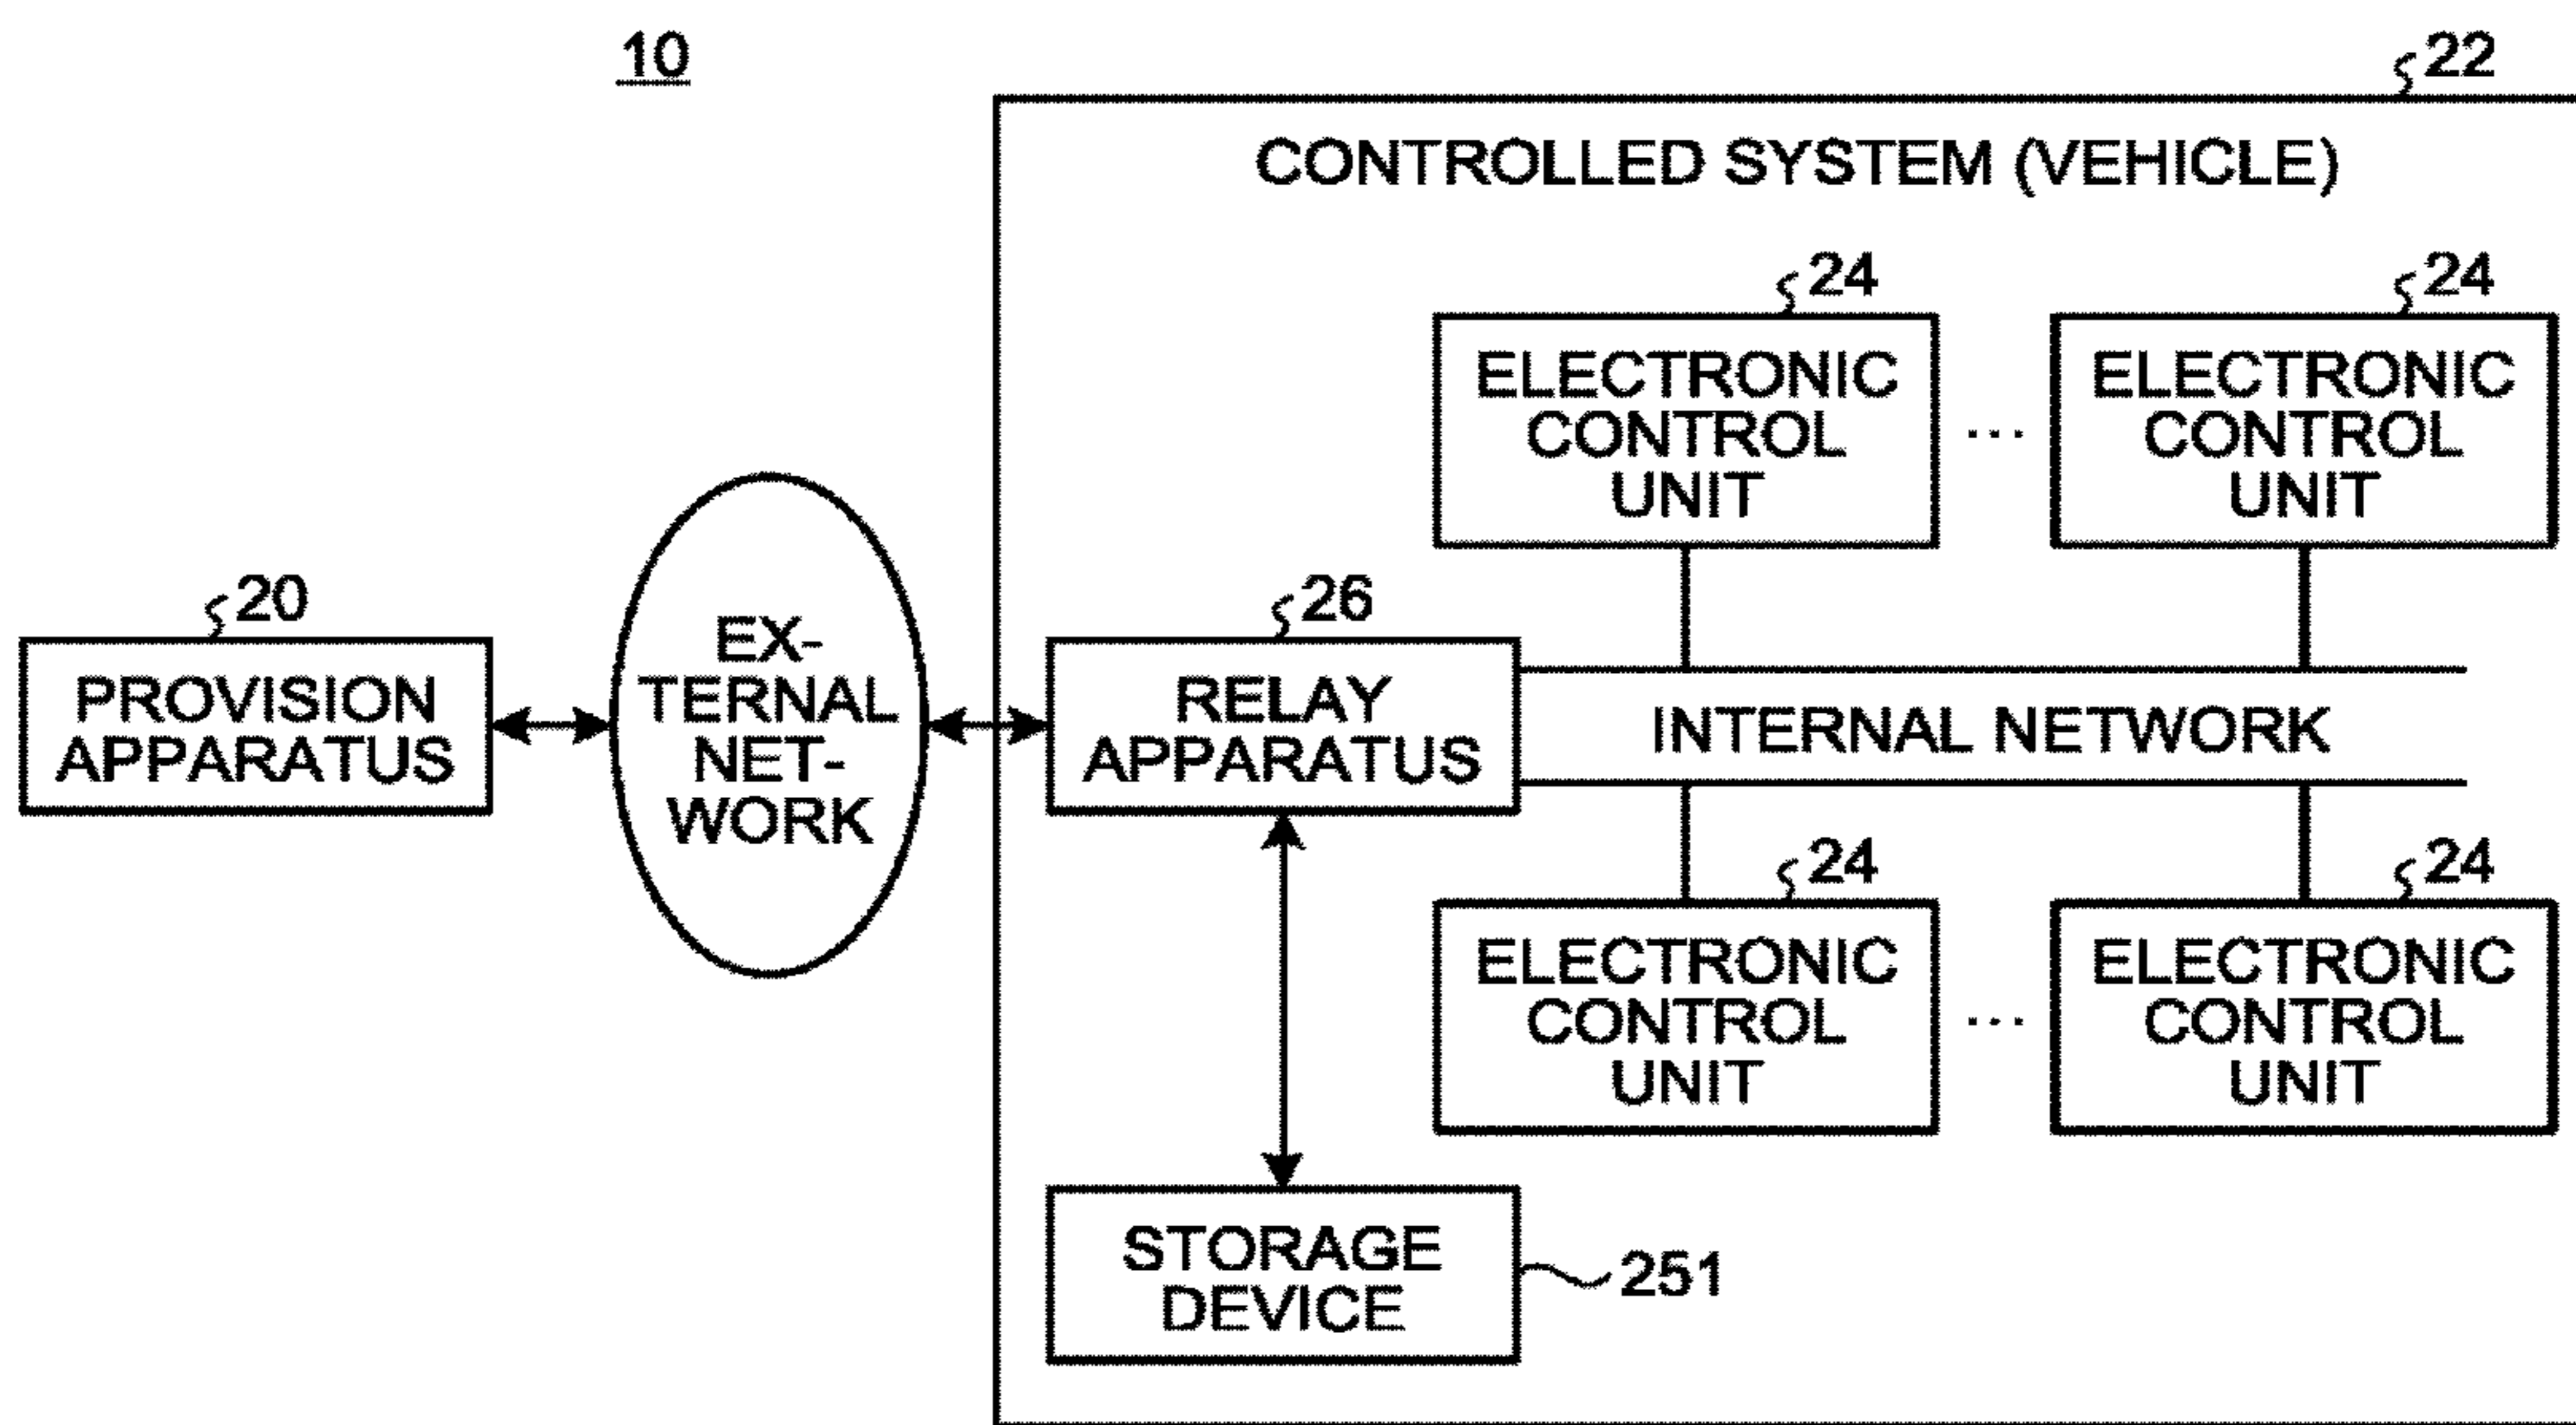 10
22
CONTROLLED SYSTEM (VEHICLE)
24
24
ELECTRONIC
CONTROL
UNIT
...
ELECTRONIC
CONTROL
UNIT
20
PROVISION
APPARATUS
EX-
TERNAL
NET-
WORK
26
RELAY
APPARATUS
INTERNAL NETWORK
24
24
ELECTRONIC
CONTROL
UNIT
...
ELECTRONIC
CONTROL
UNIT
STORAGE
DEVICE
251